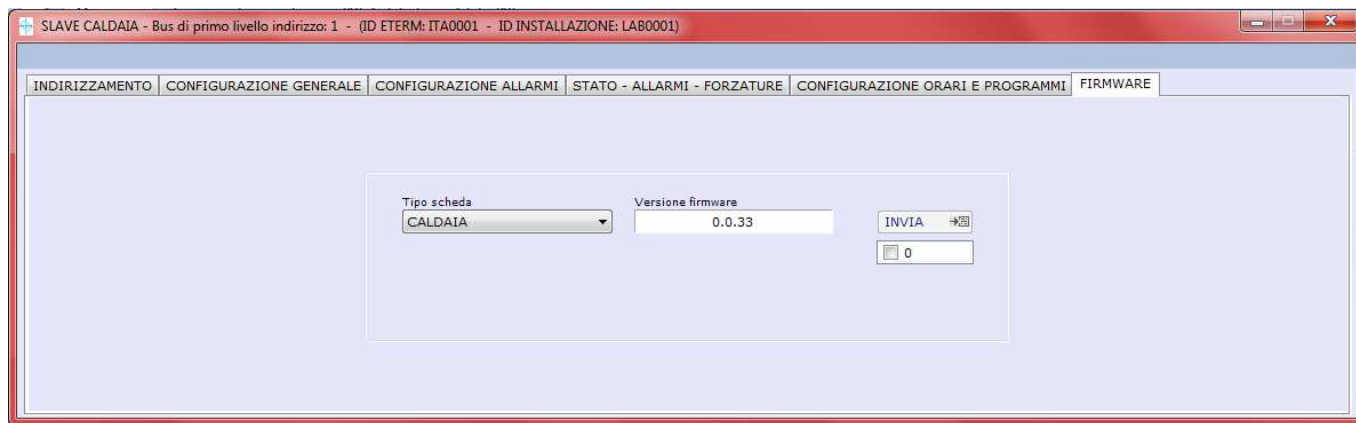 SLAVE CALDAIA - Bus di primo livello indirizzo: 1 - (ID ETERM: ITA0001 - ID INSTALLAZIONE: LAB0001)
INDIRIZZAMENTO CONFIGURAZIONE GENERALE CONFIGURAZIONE ALLARMI STATO - ALLARMI - FORZATURE CONFIGURAZIONE ORARI E PROGRAMMI FIRMWARE
Tipo scheda Versione firmware
CALDAIA 0.0.33 INVIA
0